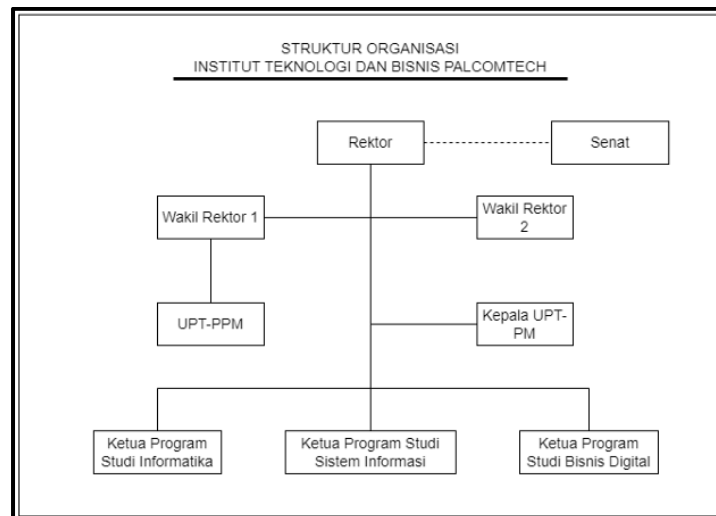 STRUKTUR ORGANISASI
INSTITUT TEKNOLOGI DAN BISNIS PALCOMTECH
Rektor
Senat
Wakil Rektor 1
Wakil Rektor
2
UPT-PPM
Kepala UPT-
PM
Ketua Program
Studi Informatika
Ketua Program Studi
Sistem Informasi
Ketua Program
Studi Bisnis Digital